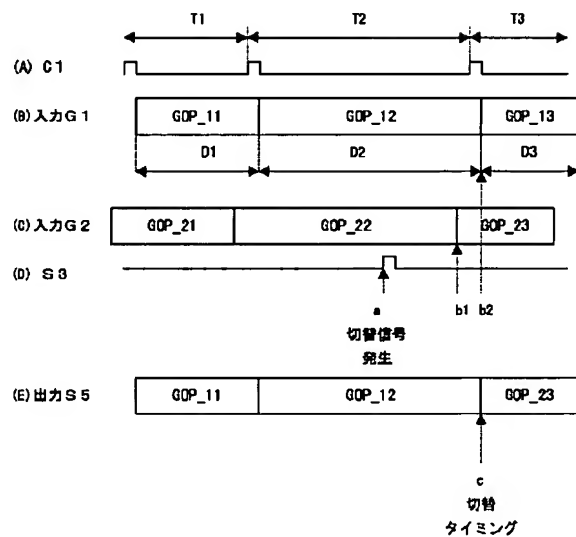 T1 T2 T3
(A) C1
(B) 入力G1 GOP_11 GOP_12 GOP_13
D1 D2 D3
(C) 入力G2 GOP_21 GOP_22 GOP_23
(D) S3
a b1 b2
切替信号
発生
(E) 出力S5 GOP_11 GOP_12 GOP_23
c
切替
タイミング